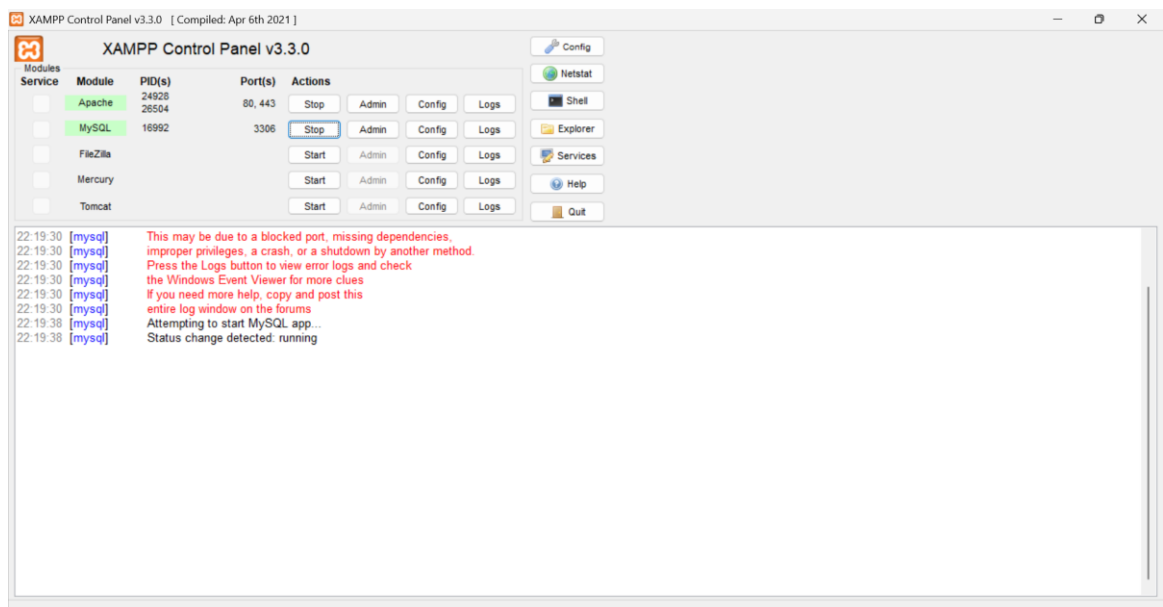 XAMPP Control Panel v3.3.0 [ Compiled: Apr 6th 2021 ]
XAMPP Control Panel v3.3.0
Config
Modules
Service Module PID(s) Port(s) Actions
Netstat
Apache 24928 26504 80, 443 Stop Admin Config Logs
Shell
MySQL 16992 3306 Stop Admin Config Logs
Explorer
FileZilla Start Admin Config Logs
Services
Mercury Start Admin Config Logs
Help
Tomcat Start Admin Config Logs
Quit
22:19:30 [mysql] This may be due to a blocked port, missing dependencies,
22:19:30 [mysql] improper privileges, a crash, or a shutdown by another method.
22:19:30 [mysql] Press the Logs button to view error logs and check
22:19:30 [mysql] the Windows Event Viewer for more clues
22:19:30 [mysql] If you need more help, copy and post this
22:19:30 [mysql] entire log window on the forums
22:19:38 [mysql] Attempting to start MySQL app...
22:19:38 [mysql] Status change detected: running